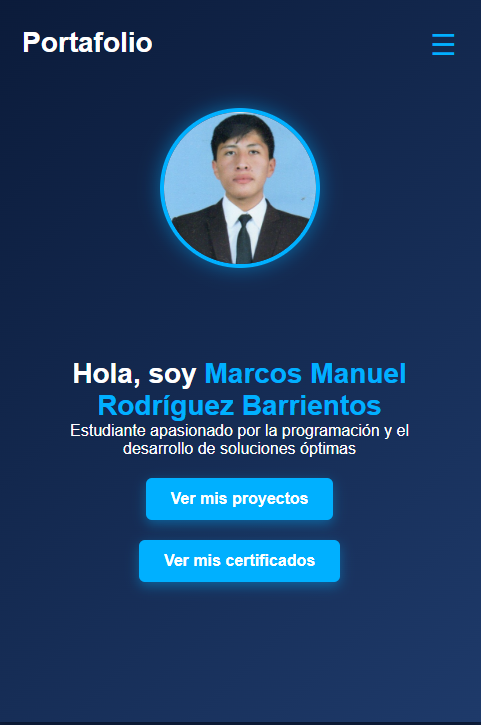 Portafolio
Hola, soy Marcos Manuel
Rodríguez Barrientos
Estudiante apasionado por la programación y el
desarrollo de soluciones óptimas
Ver mis proyectos
Ver mis certificados